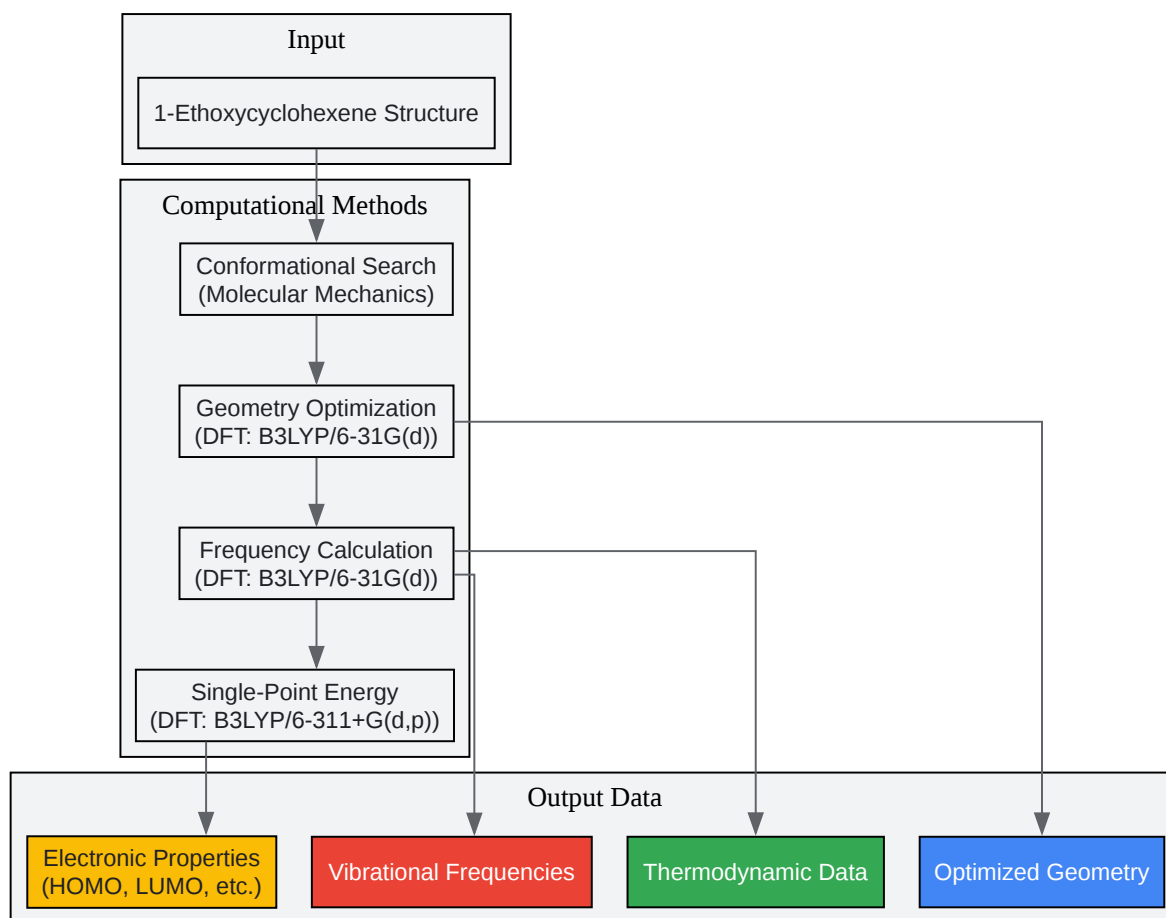 Input
1-Ethoxycyclohexene Structure
Computational Methods
Conformational Search
(Molecular Mechanics)
Geometry Optimization
(DFT: B3LYP/6-31G(d))
Frequency Calculation
(DFT: B3LYP/6-31G(d))
Single-Point Energy
(DFT: B3LYP/6-311+G(d,p))
Output Data
Electronic Properties
(HOMO, LUMO, etc.)
Vibrational Frequencies
Thermodynamic Data
Optimized Geometry